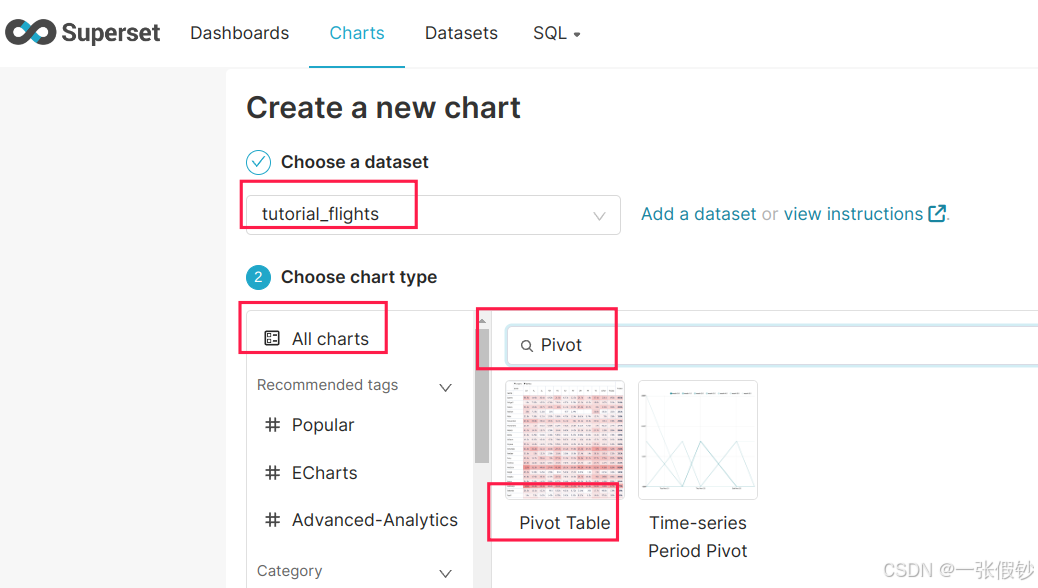 Superset Dashboards Charts Datasets SQL
Create a new chart
Choose a dataset
tutorial_flights
Add a dataset or view instructions.
2 Choose chart type
All charts
Recommended tags
# Popular
# ECharts
# Advanced-Analytics
Category
Pivot
Pivot Table
Time-series
Period Pivot
CSDN @一张假钞